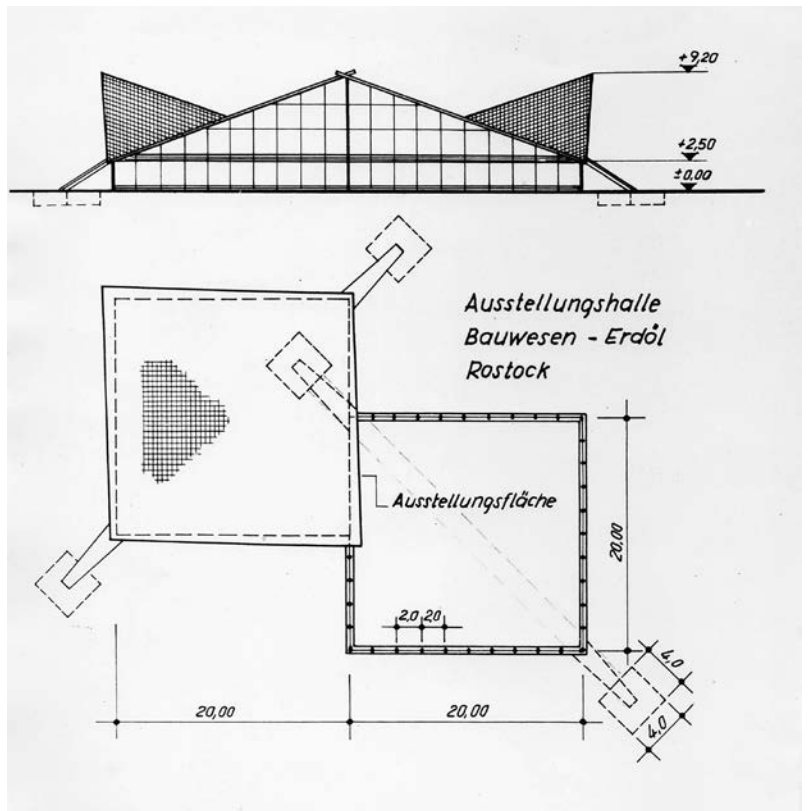 +9,20
+2,50
±0,00
Ausstellungshalle
Bauwesen - Erdöl
Rostock
Ausstellungsfläche
20,00
2,0 2,0
4,0
4,0
20,00
20,00